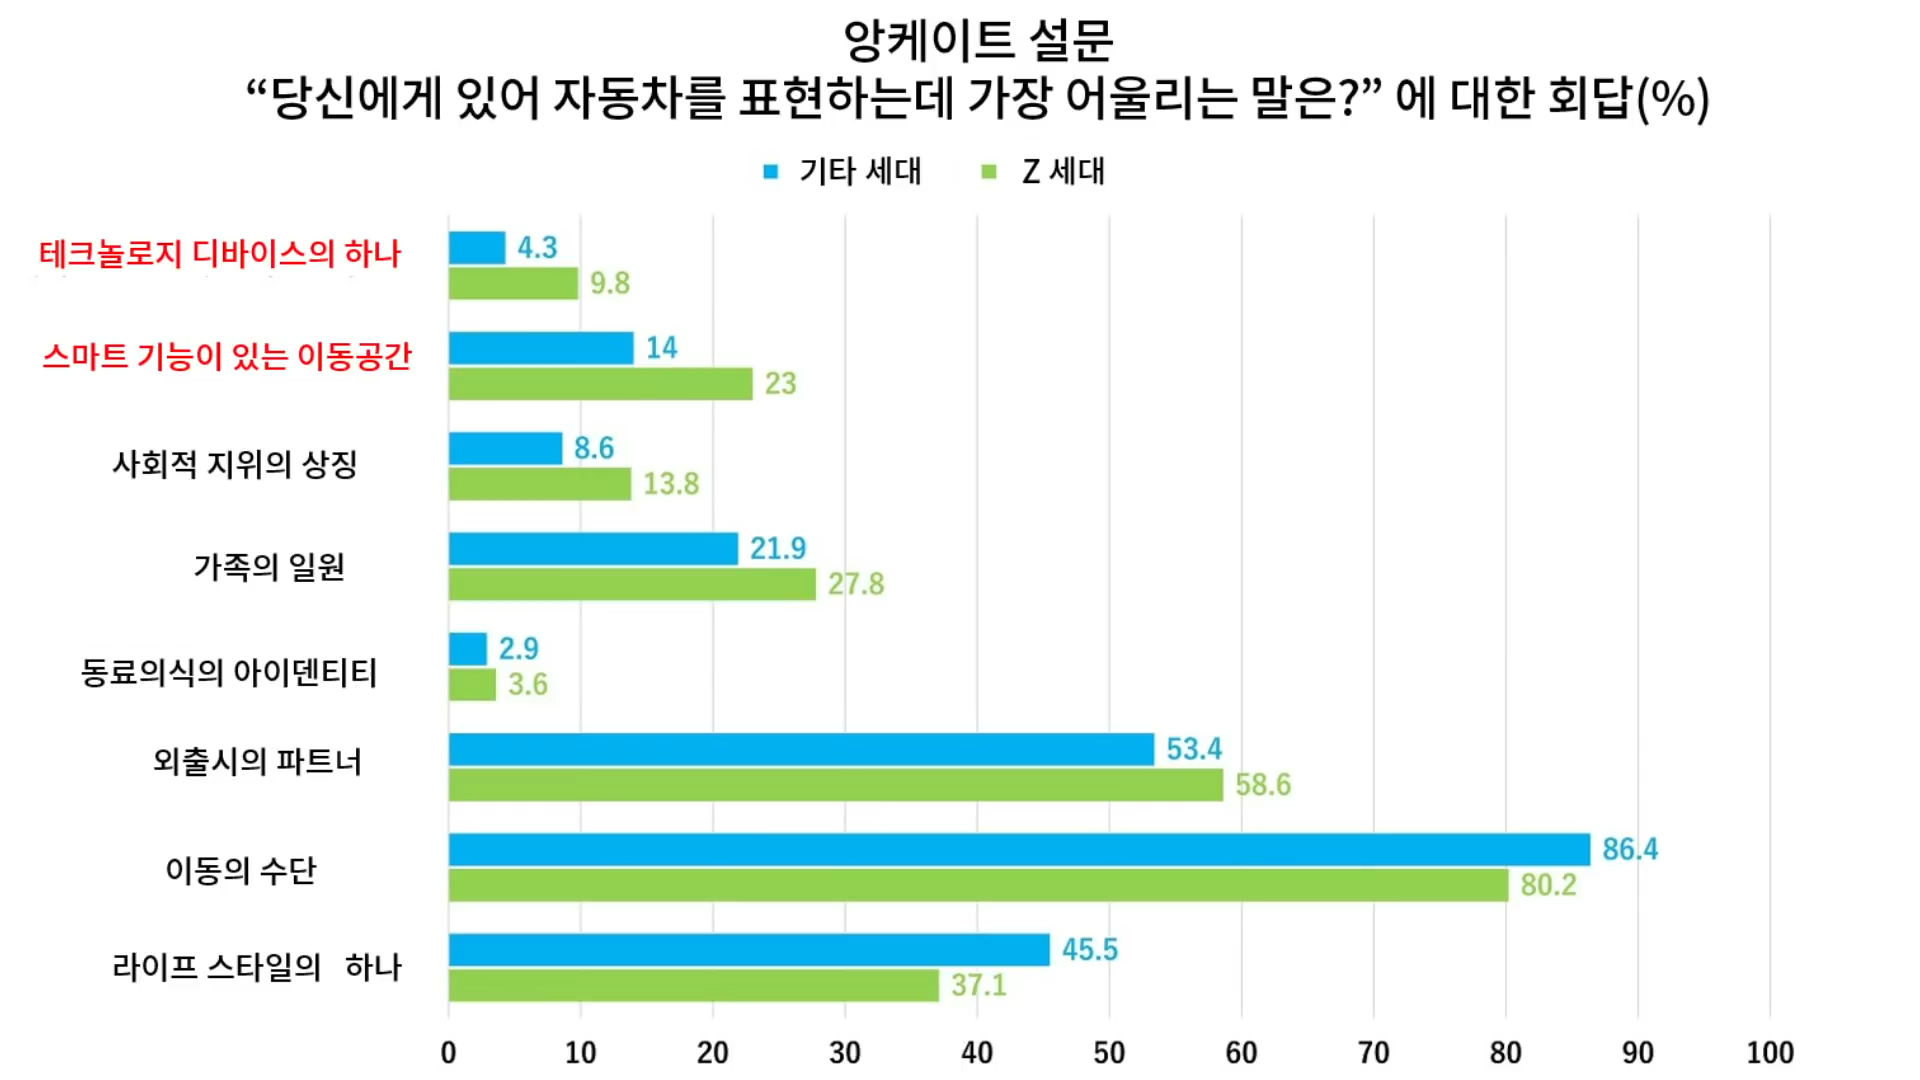 앙케이트 설문
“당신에게 있어 자동차를 표현하는데 가장 어울리는 말은?” 에 대한 회답(%)
기타 세대 Z 세대
테크놀로지 디바이스의 하나
4.3
9.8
스마트 기능이 있는 이동공간
14
23
사회적 지위의 상징
8.6
13.8
가족의 일원
21.9
27.8
동료의식의 아이덴티티
2.9
3.6
외출시의 파트너
53.4
58.6
이동의 수단
86.4
80.2
라이프 스타일의 하나
45.5
37.1
0 10 20 30 40 50 60 70 80 90 100